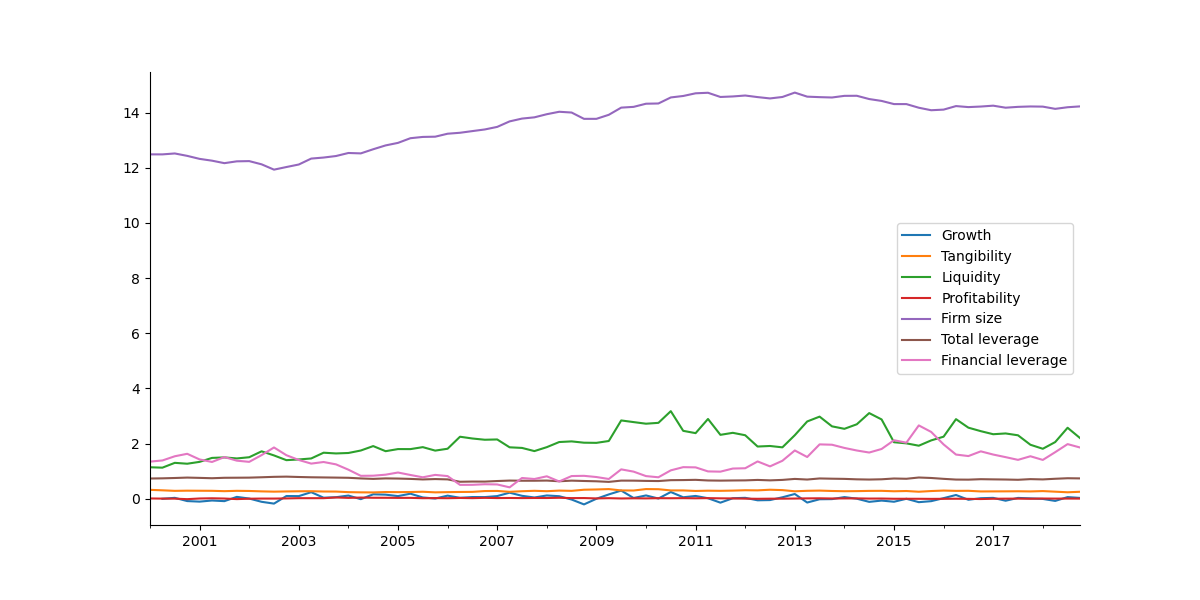 14
12
10
8
6
4
2
0
Growth
Tangibility
Liquidity
Profitability
Firm size
Total leverage
Financial leverage
2001 2003 2005 2007 2009 2011 2013 2015 2017